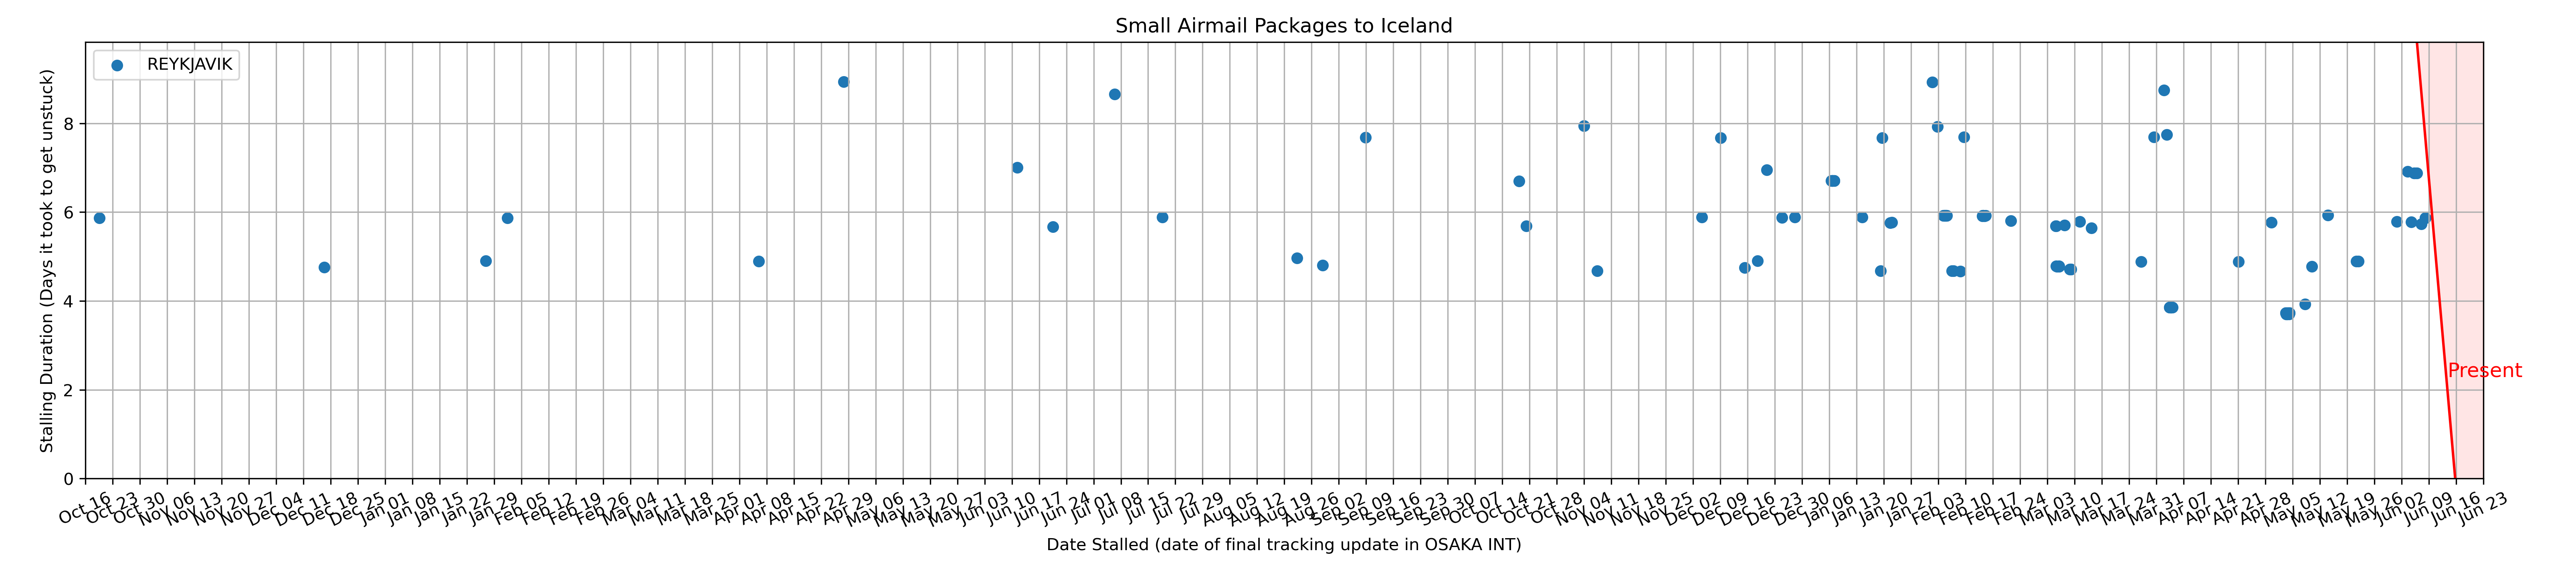 Small Airmail Packages to Iceland
REYKJAVIK
Stalling Duration (Days it took to get unstuck)
8
6
4
2
0
Present
Oct 16
Oct 23
Oct 30
Nov 06
Nov 13
Nov 20
Nov 27
Dec 04
Dec 11
Dec 18
Dec 25
Jan 01
Jan 08
Jan 15
Jan 22
Jan 29
Feb 05
Feb 12
Feb 19
Feb 26
Mar 04
Mar 11
Mar 18
Mar 25
Apr 01
Apr 08
Apr 15
Apr 22
Apr 29
May 06
May 13
May 20
May 27
Jun 03
Jun 10
Jun 17
Jun 24
Jul 01
Jul 08
Jul 15
Jul 22
Jul 29
Aug 05
Aug 12
Aug 19
Aug 26
Sep 02
Sep 09
Sep 16
Sep 23
Sep 30
Oct 07
Oct 14
Oct 21
Oct 28
Nov 04
Nov 11
Nov 18
Nov 25
Dec 02
Dec 09
Dec 16
Dec 23
Dec 30
Jan 06
Jan 13
Jan 20
Jan 27
Feb 03
Feb 10
Feb 17
Feb 24
Mar 03
Mar 10
Mar 17
Mar 24
Mar 31
Apr 07
Apr 14
Apr 21
Apr 28
May 05
May 12
May 19
May 26
Jun 02
Jun 09
Jun 16
Jun 23
Date Stalled (date of final tracking update in OSAKA INT)